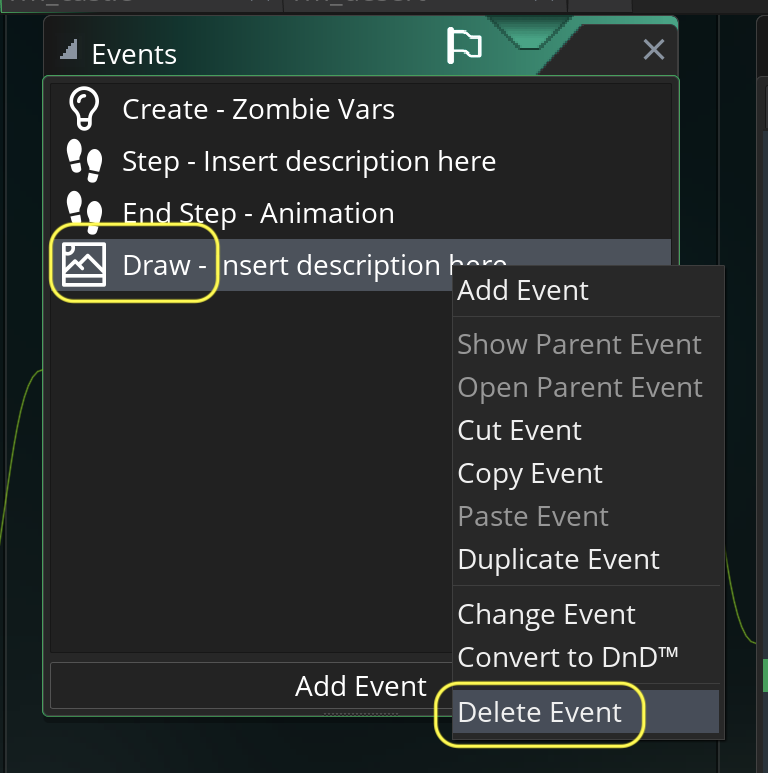 Events
Create - Zombie Vars
Step - Insert description here
End Step - Animation
Draw - Insert description here
Add Event
Show Parent Event
Open Parent Event
Cut Event
Copy Event
Paste Event
Duplicate Event
Change Event
Convert to DnD™
Delete Event
Add Event